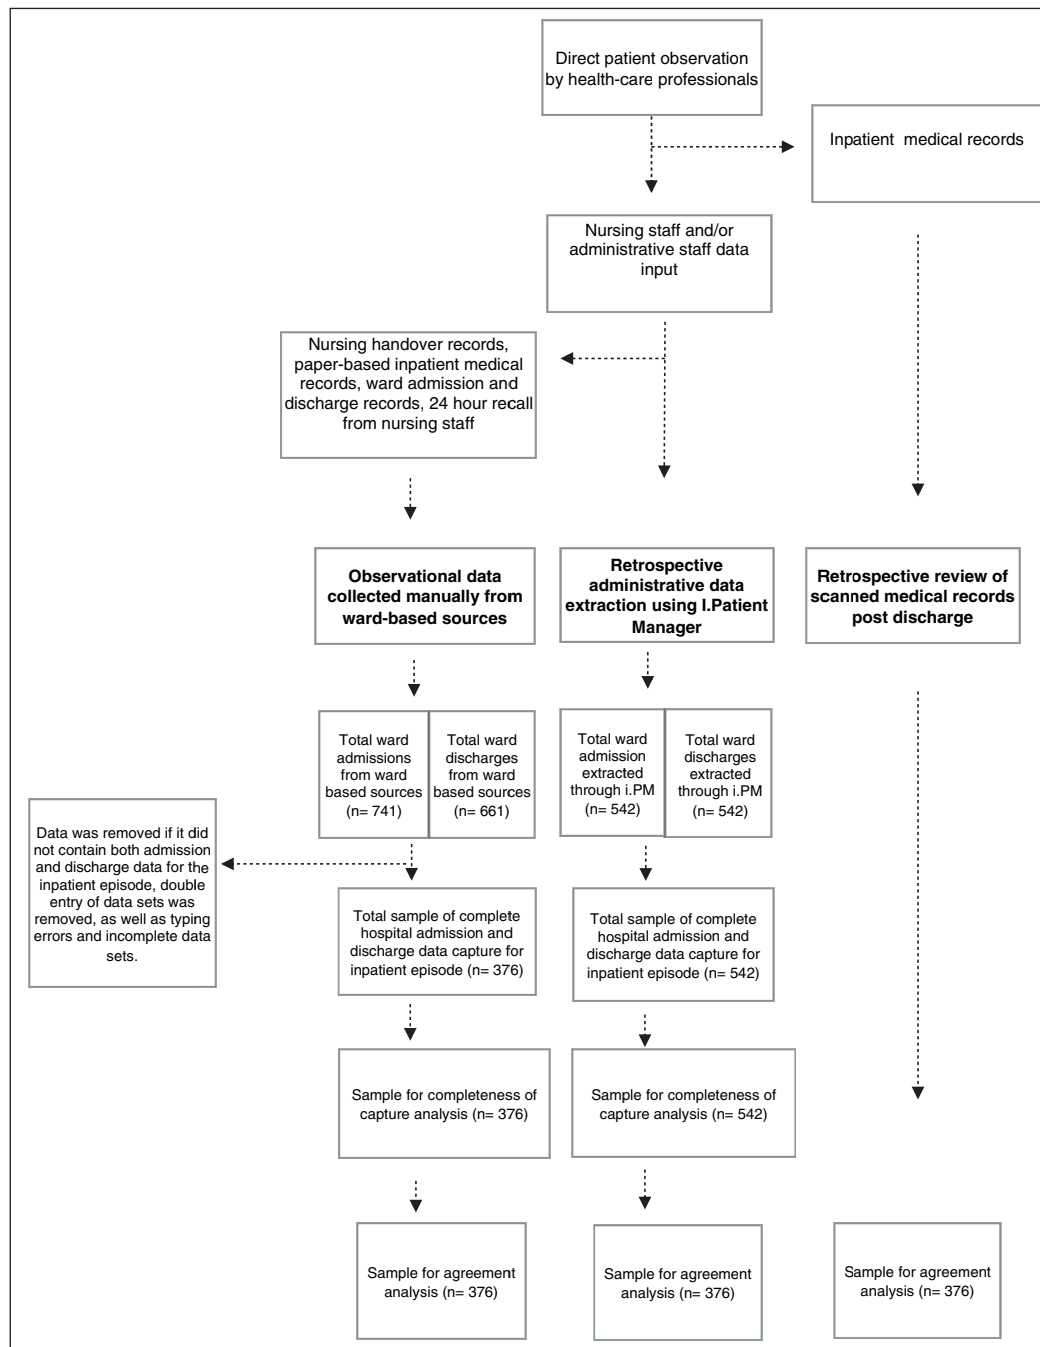 Direct patient observation
by health-care professionals
Inpatient medical records
Nursing staff and/or
administrative staff data
input
Nursing handover records,
paper-based inpatient medical
records, ward admission and
discharge records, 24 hour recall
from nursing staff
Observational data
collected manually from
ward-based sources
Retrospective
administrative data
extraction using I.Patient
Manager
Retrospective review of
scanned medical records
post discharge
Total ward
admissions
from ward
based sources
(n= 741)
Total ward
discharges
from ward
based sources
(n= 661)
Total ward
admission
extracted
through i.PM
(n= 542)
Total ward
discharges
extracted
through i.PM
(n= 542)
Data was removed if it did
not contain both admission
and discharge data for the
inpatient episode, double
entry of data sets was
removed, as well as typing
errors and incomplete data
sets.
Total sample of complete
hospital admission and
discharge data capture for
inpatient episode (n= 376)
Total sample of complete
hospital admission and
discharge data capture for
inpatient episode (n= 542)
Sample for completeness of
capture analysis (n= 376)
Sample for completeness of
capture analysis (n= 542)
Sample for agreement
analysis (n= 376)
Sample for agreement
analysis (n= 376)
Sample for agreement
analysis (n= 376)